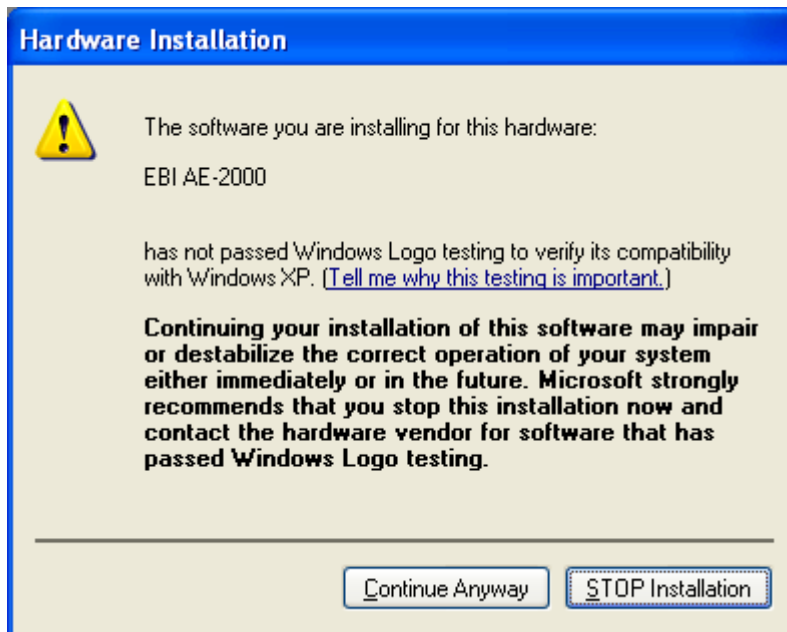 Hardware Installation
The software you are installing for this hardware:
EBI AE-2000
has not passed Windows Logo testing to verify its compatibility
with Windows XP. (Tell me why this testing is important.)
Continuing your installation of this software may impair
or destabilize the correct operation of your system
either immediately or in the future. Microsoft strongly
recommends that you stop this installation now and
contact the hardware vendor for software that has
passed Windows Logo testing.
Continue Anyway
STOP Installation